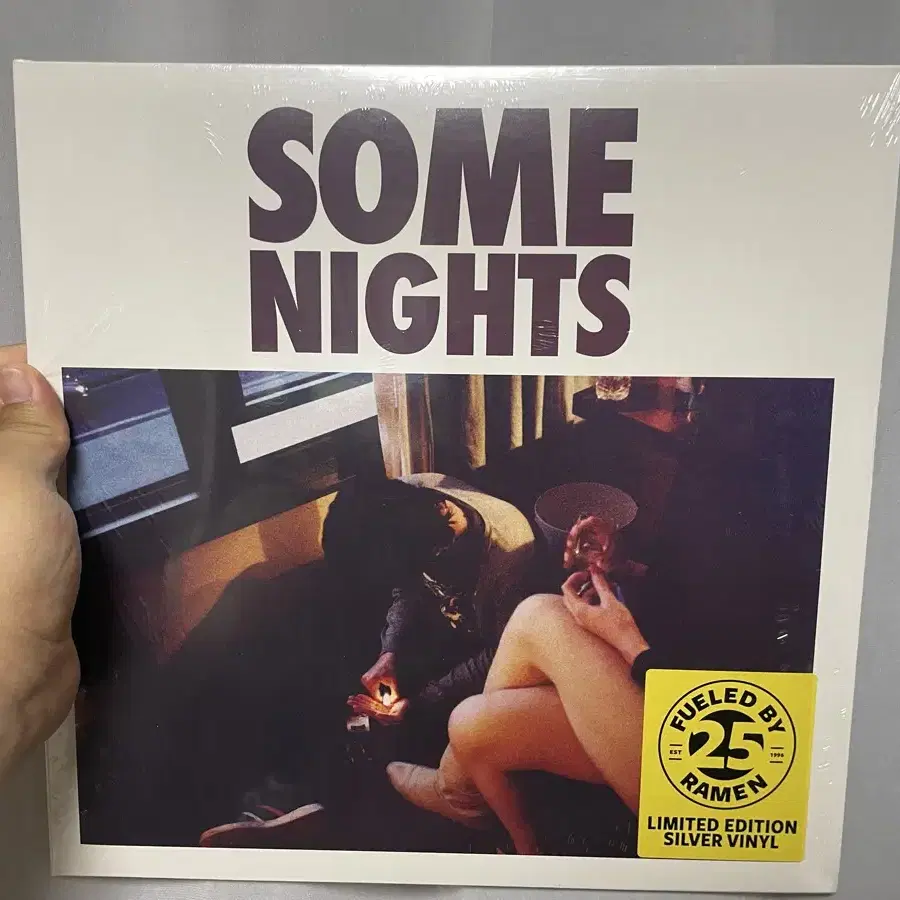 SOME
NIGHTS
FUELED BY
EST 25 1996
RAMEN
LIMITED EDITION
SILVER VINYL